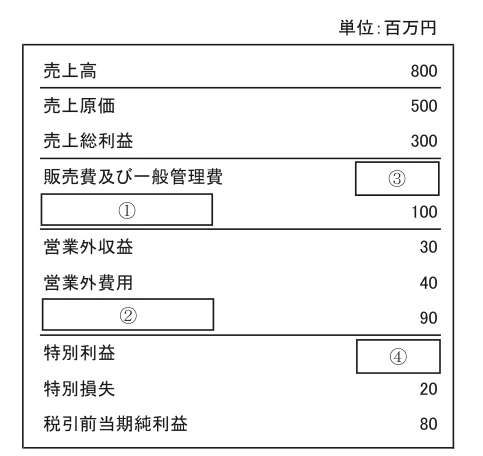 単位:百万円
売上高 800
売上原価 500
売上総利益 300
販売費及び一般管理費 ③
① 100
営業外収益 30
営業外費用 40
② 90
特別利益 ④
特別損失 20
税引前当期純利益 80